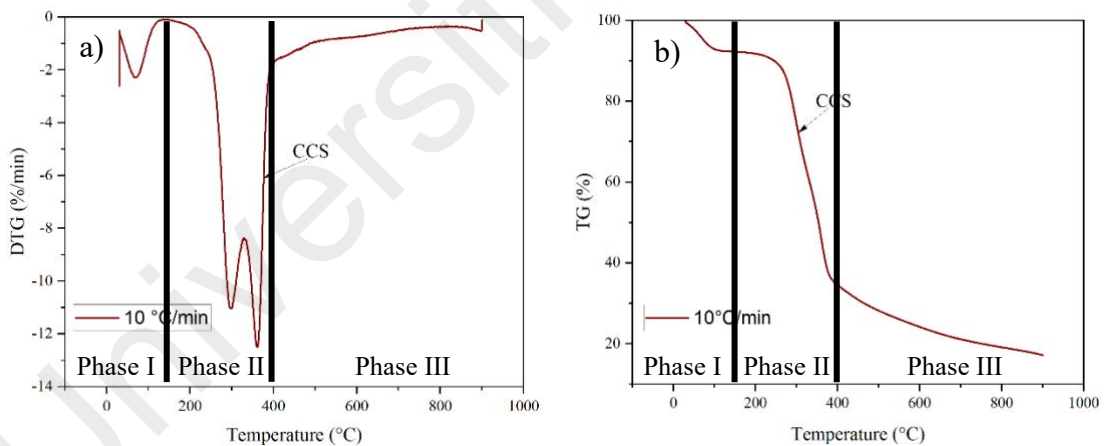 a)
0
-2
-4
-6
-8
-10
-12
-14
DTG (%/min)
CCS
10 °C/min
Phase I
Phase II
Phase III
0
200
400
600
800
1000
Temperature (°C)
b)
100
80
60
40
20
TG (%)
CCS
10°C/min
Phase I
Phase II
Phase III
0
200
400
600
800
1000
Temperature (°C)
Universiti